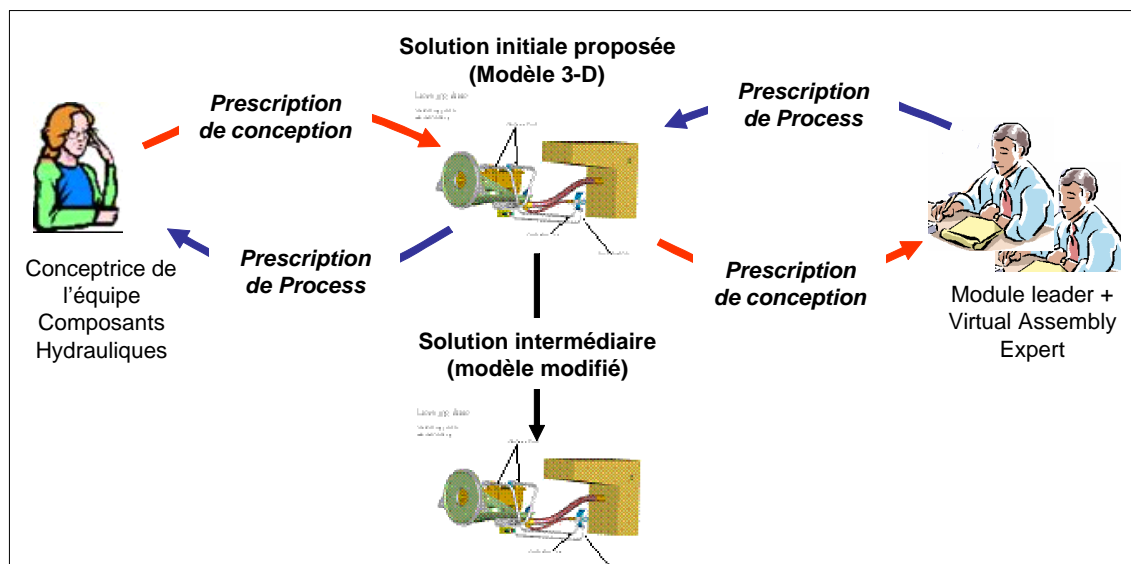 Solution initiale proposée
(Modèle 3-D)
Prescription
de conception
Prescription
de Process
Prescription
de Process
Prescription
de conception
Conceptrice de
l'équipe
Composants
Hydrauliques
Module leader +
Virtual Assembly
Expert
Solution intermédiaire
(modèle modifié)